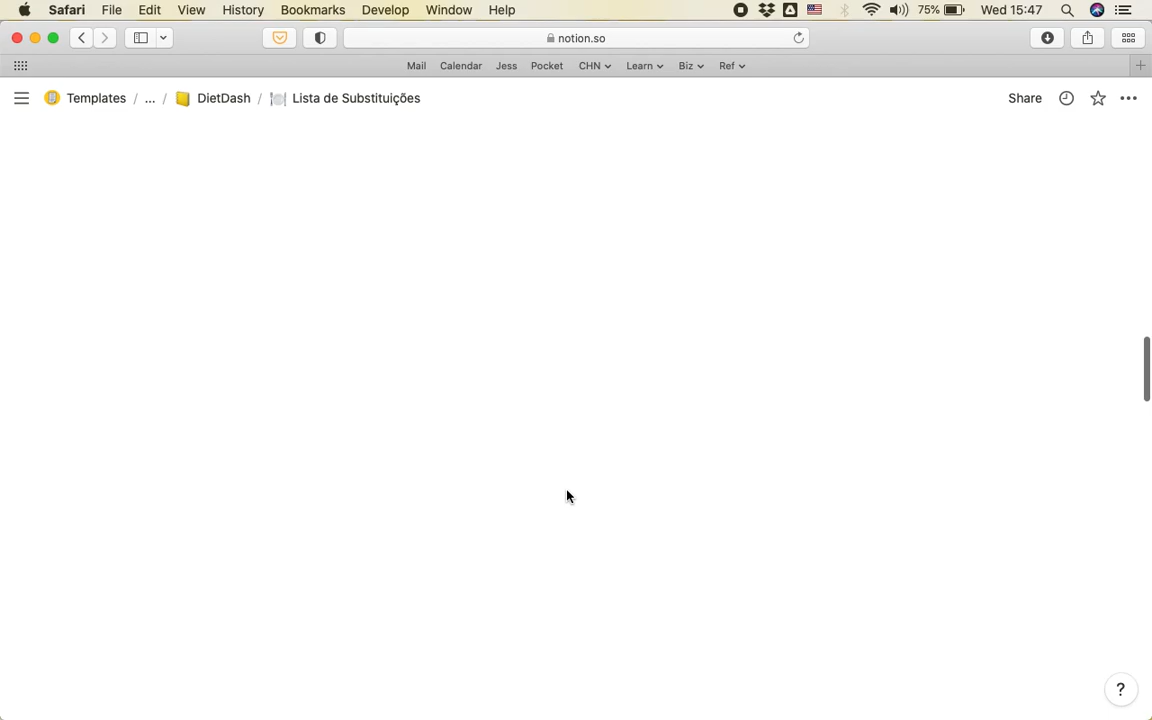 Safari File Edit View History Bookmarks Develop Window Help 75% Wed 15:47
notion.so
Mail Calendar Jess Pocket CHN Learn Biz Ref
Templates / ... / DietDash / Lista de Substituições Share
?